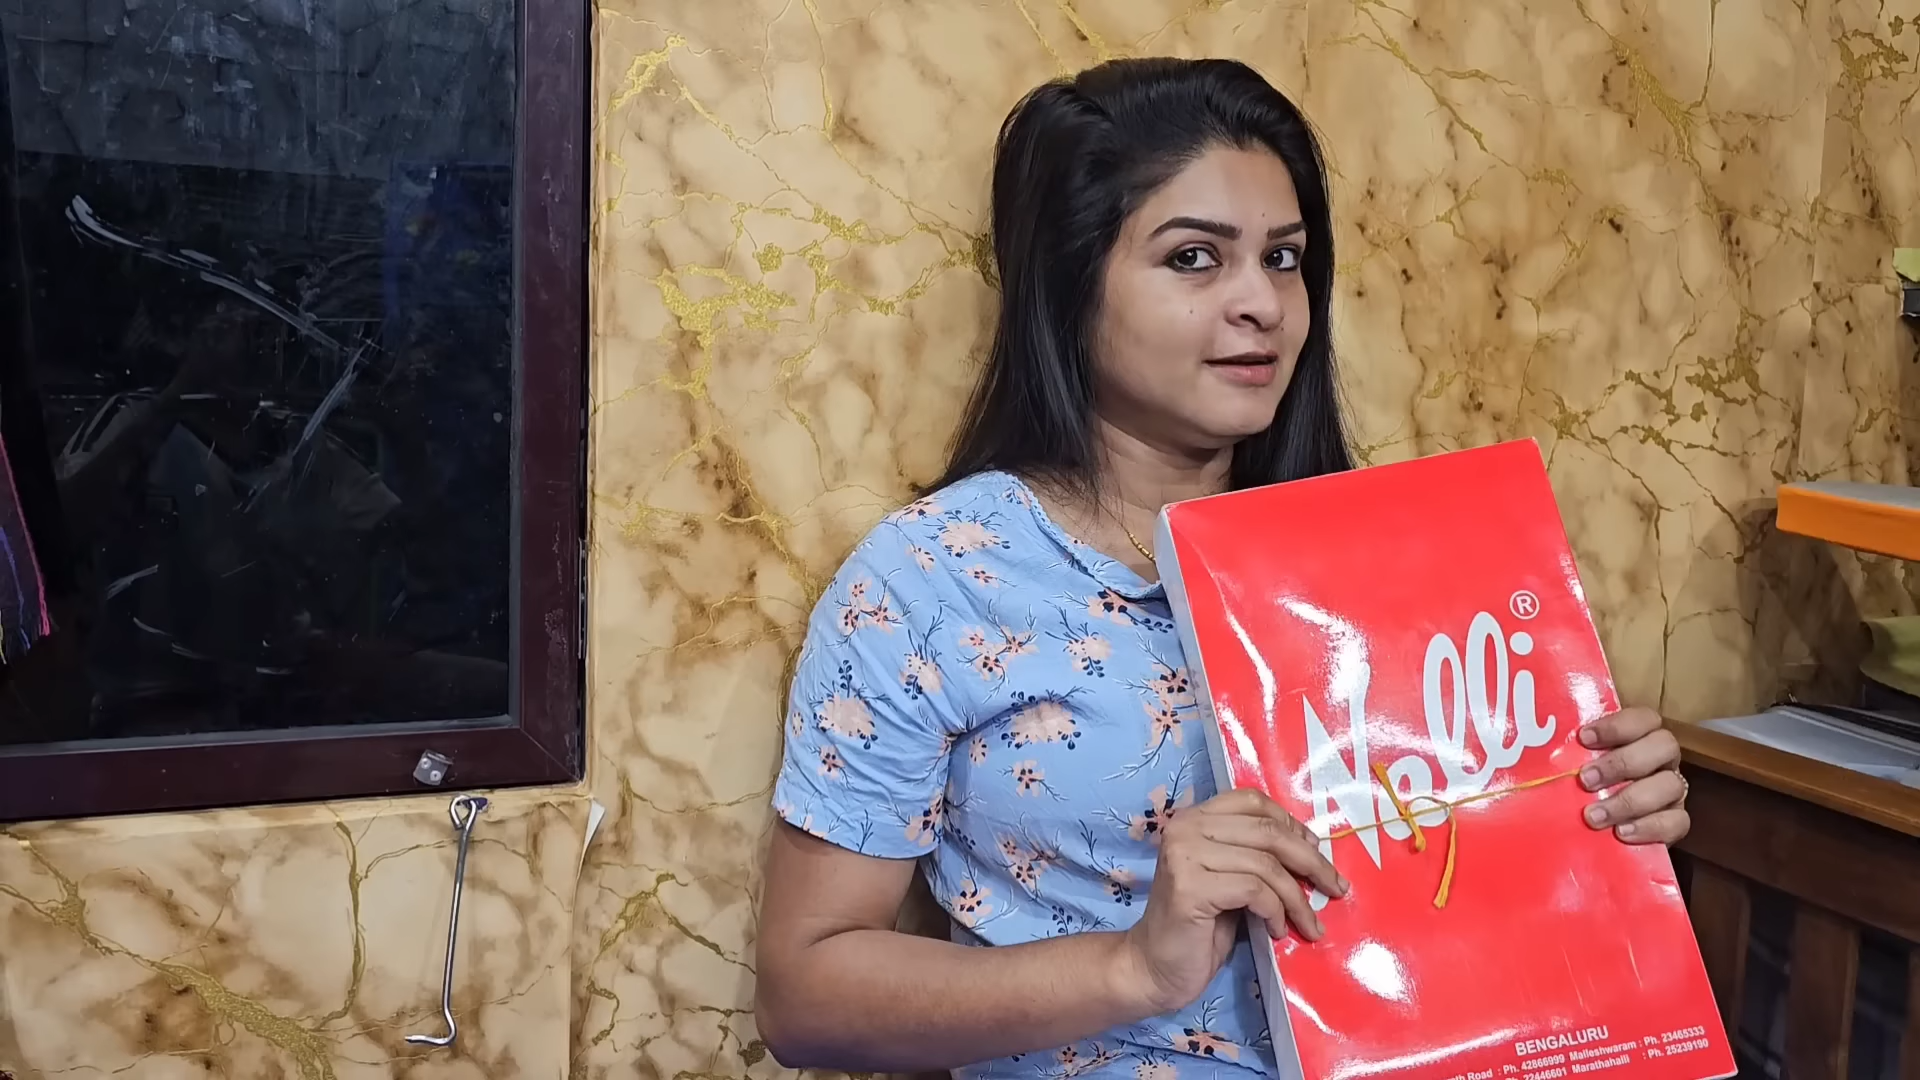 Nalli®
BENGALURU
Road : Ph. 42866999 Malleshwaram : Ph. 23465333
Ph. 22446601 Marathahalli : Ph. 25239190